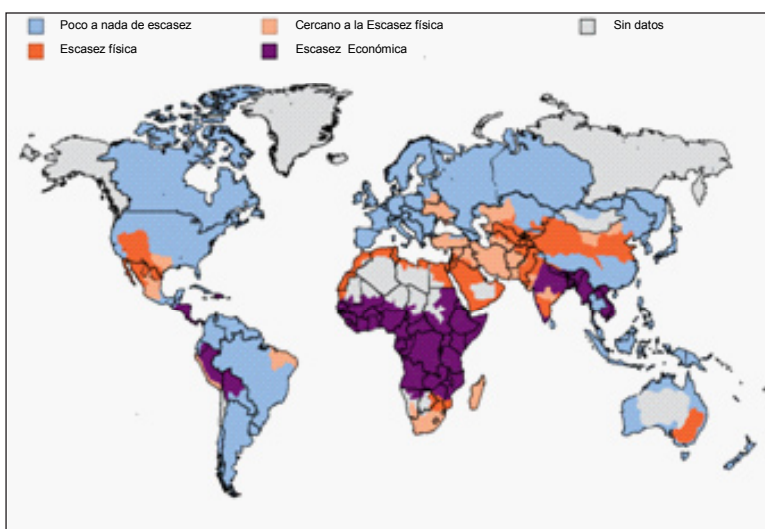 Poco a nada de escasez
Cercano a la Escasez física
Sin datos
Escasez física
Escasez Económica